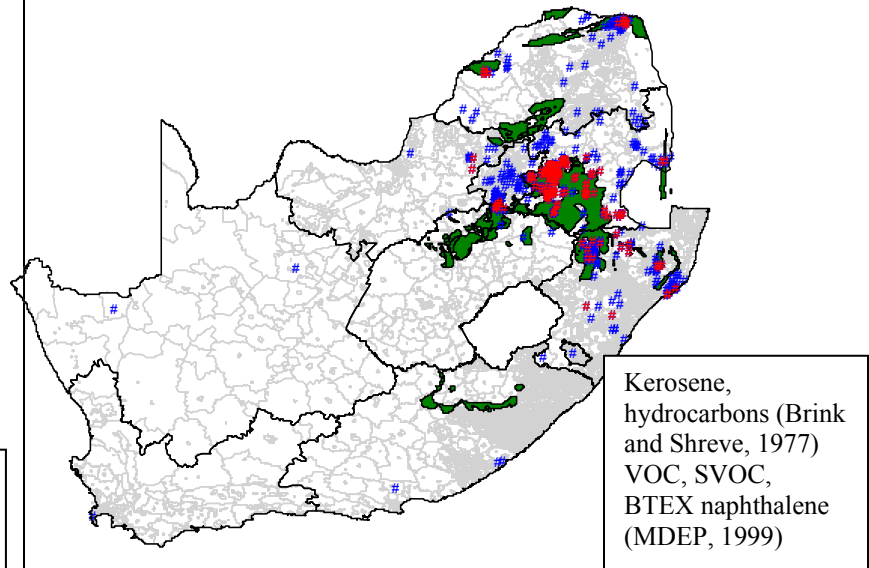 Kerosene,
hydrocarbons (Brink
and Shreve, 1977)
VOC, SVOC,
BTEX naphthalene
(MDEP, 1999)